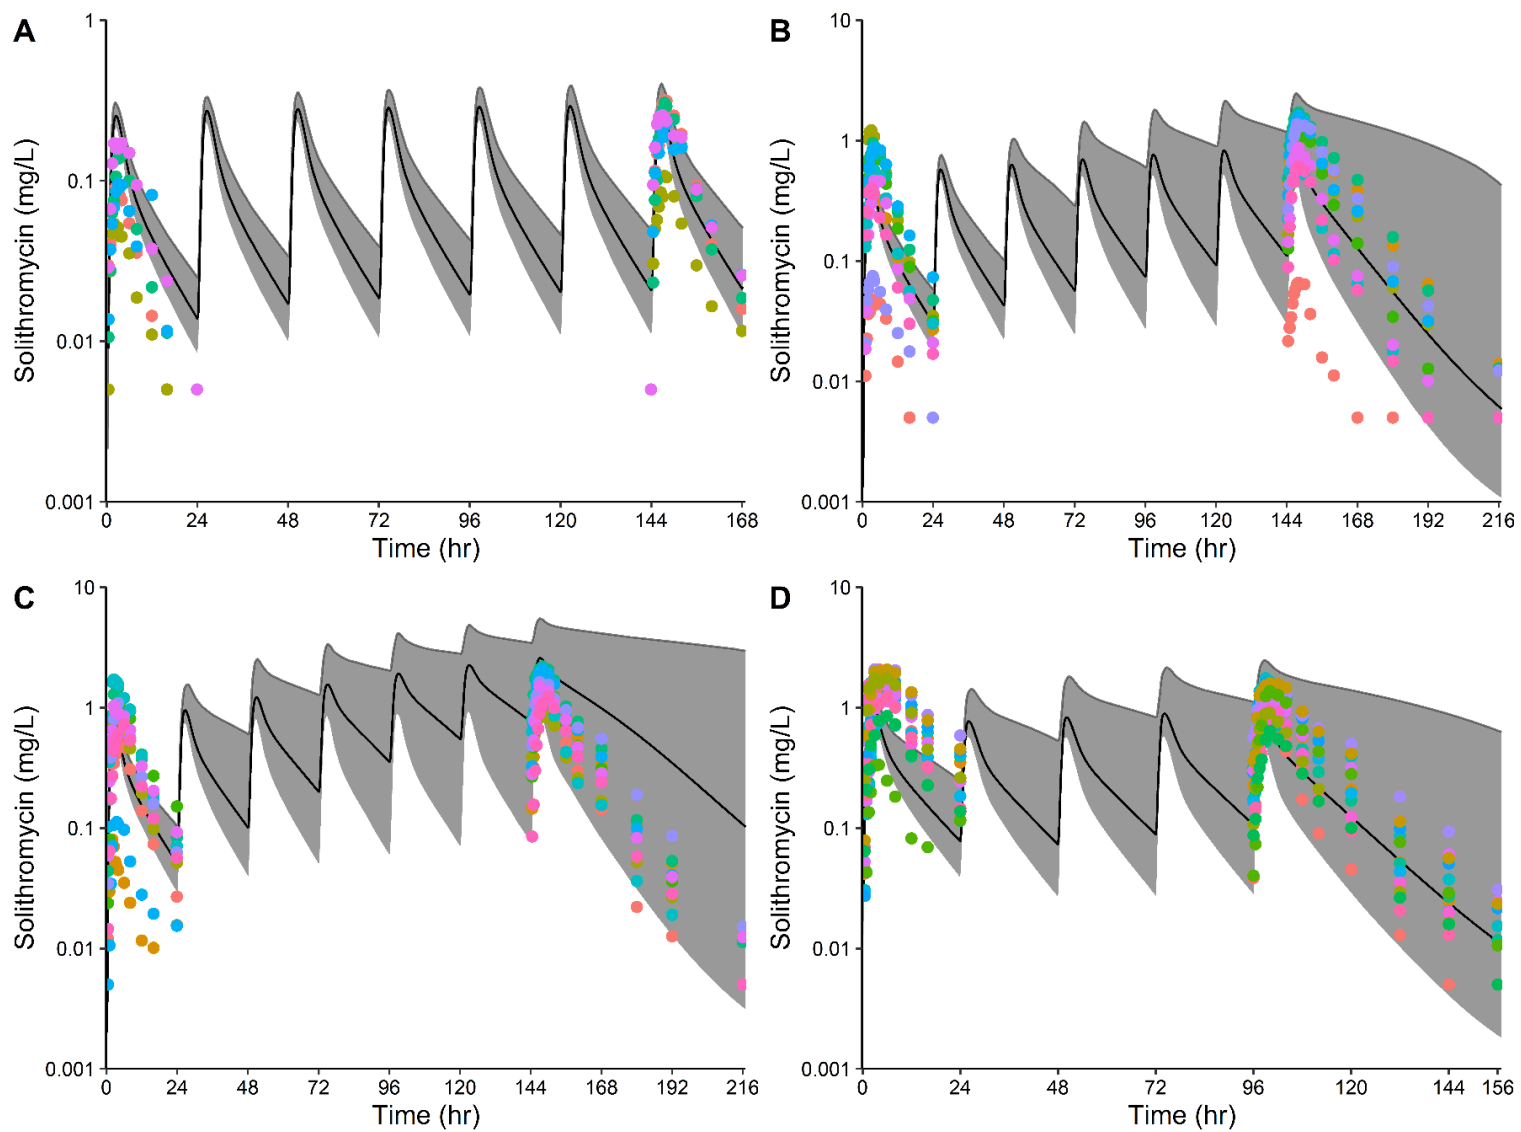 A
Solithromycin (mg/L)
1
0.1
0.01
0.001
0 24 48 72 96 120 144 168
Time (hr)
B
Solithromycin (mg/L)
10
1
0.1
0.01
0.001
0 24 48 72 96 120 144 168 192 216
Time (hr)
C
Solithromycin (mg/L)
10
1
0.1
0.01
0.001
0 24 48 72 96 120 144 168 192 216
Time (hr)
D
Solithromycin (mg/L)
10
1
0.1
0.01
0.001
0 24 48 72 96 120 144 156
Time (hr)